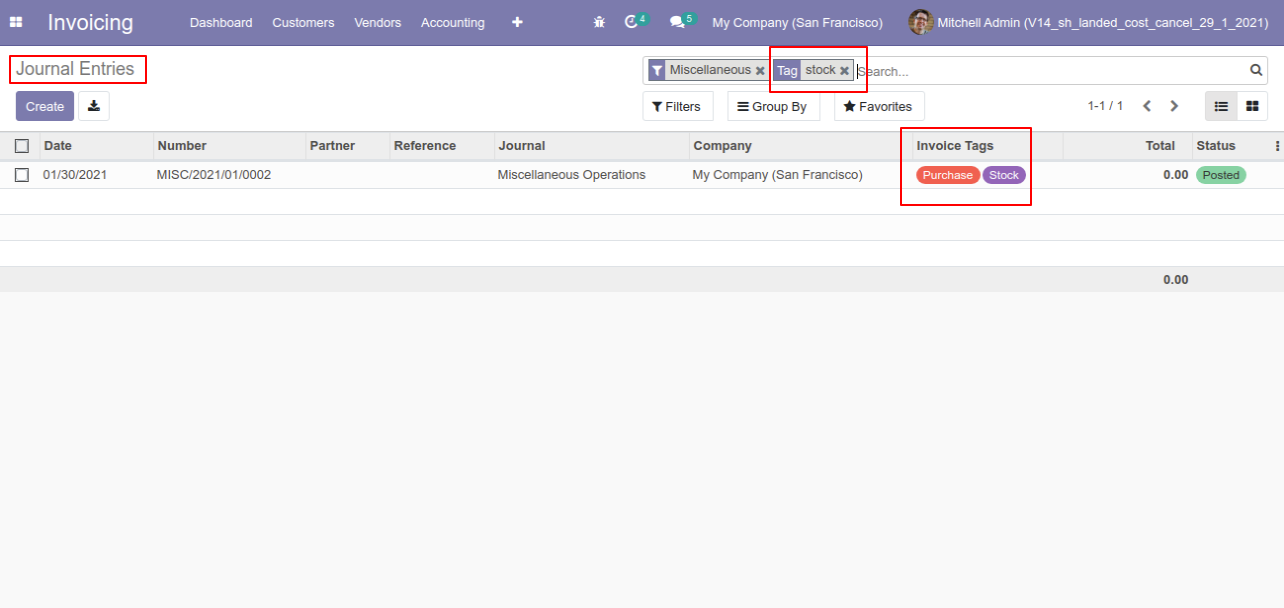 Invoicing Dashboard Customers Vendors Accounting + 4 5 My Company (San Francisco) Mitchell Admin (V14_sh_landed_cost_cancel_29_1_2021)
Journal Entries Miscellaneous × Tag stock × Search...
Create Filters Group By Favorites 1-1 / 1
Date Number Partner Reference Journal Company Invoice Tags Total Status
01/30/2021 MISC/2021/01/0002 Miscellaneous Operations My Company (San Francisco) Purchase Stock 0.00 Posted
0.00